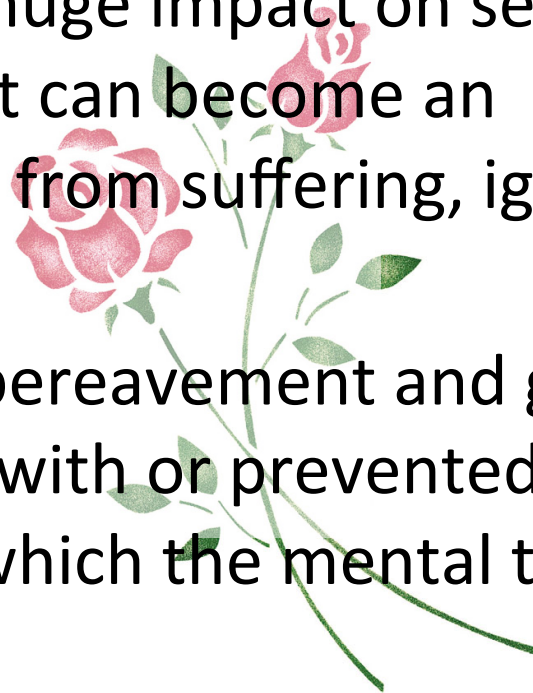 huge impact on se
t can become an
from suffering, ig
bereavement and g
with or prevented
which the mental t